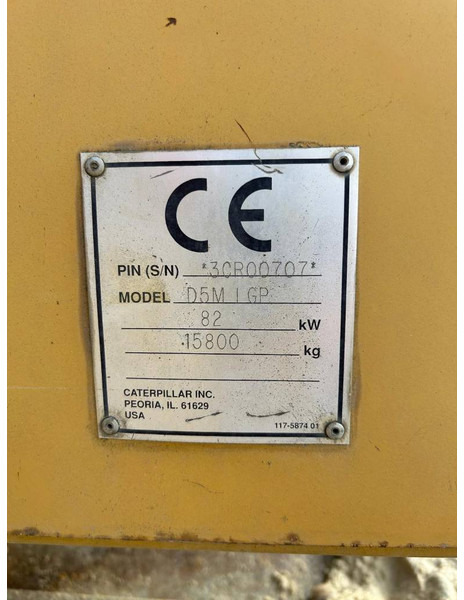 CE
PIN (S/N) *3CR00707*
MODEL D5M LGP
82 kW
15800 kg
CATERPILLAR INC.
PEORIA, IL. 61629
USA
117-5874 01